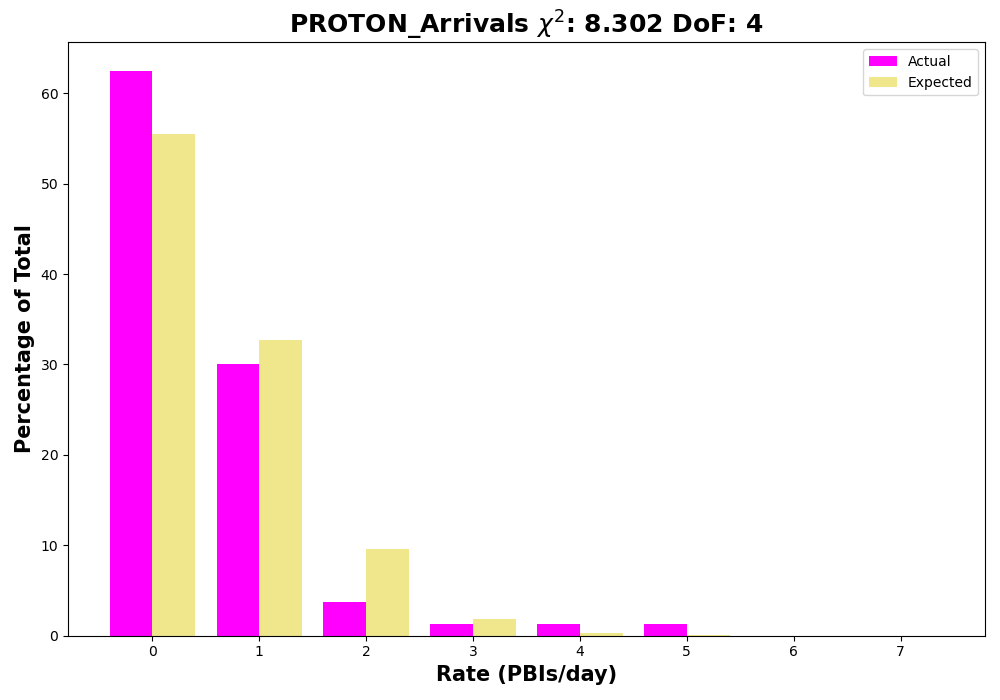 PROTON_Arrivals χ²: 8.302 DoF: 4
Actual
Expected
Percentage of Total
60
50
40
30
20
10
0
0 1 2 3 4 5 6 7
Rate (PBIs/day)